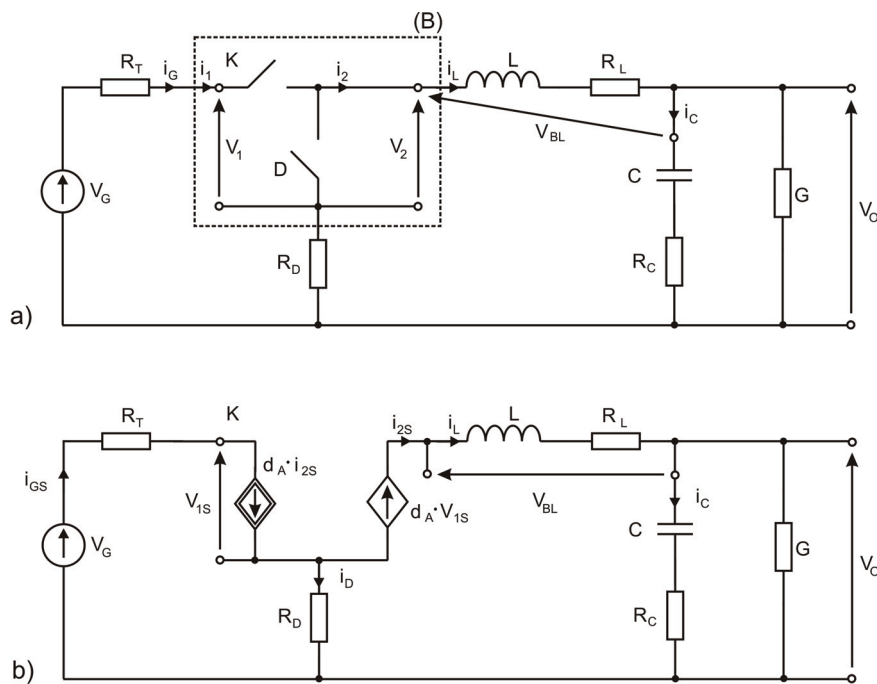 (B)
R_T i_G i_1 K i_2 i_L L R_L
V_1 D V_2 V_BL i_C
V_G C G V_O
R_D R_C
a)
R_T K i_2S i_L L R_L
i_GS V_1S d_A·i_2S d_A·V_1S V_BL i_C
V_G C G V_O
i_D
R_D R_C
b)